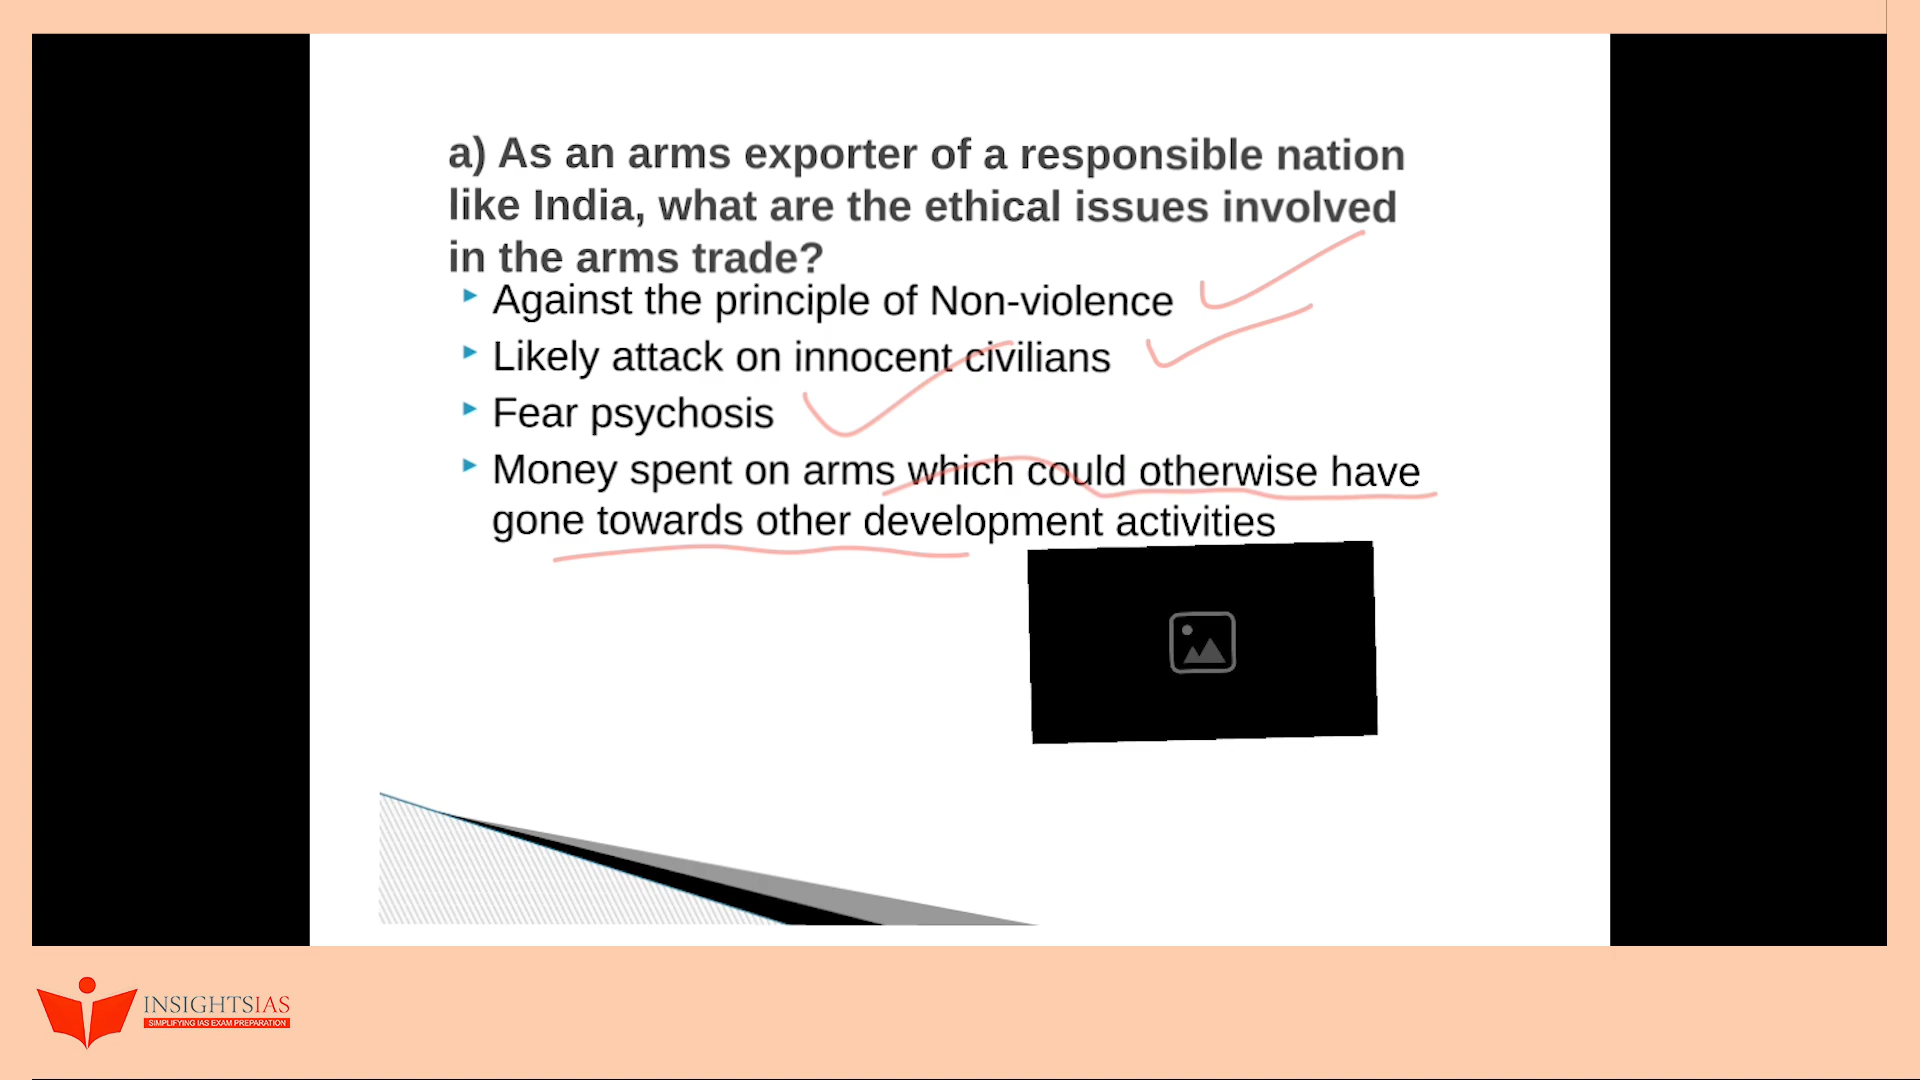 a) As an arms exporter of a responsible nation
like India, what are the ethical issues involved
in the arms trade?
Against the principle of Non-violence
Likely attack on innocent civilians
Fear psychosis
Money spent on arms which could otherwise have
gone towards other development activities
INSIGHTSIAS
SIMPLIFYING IAS EXAM PREPARATION